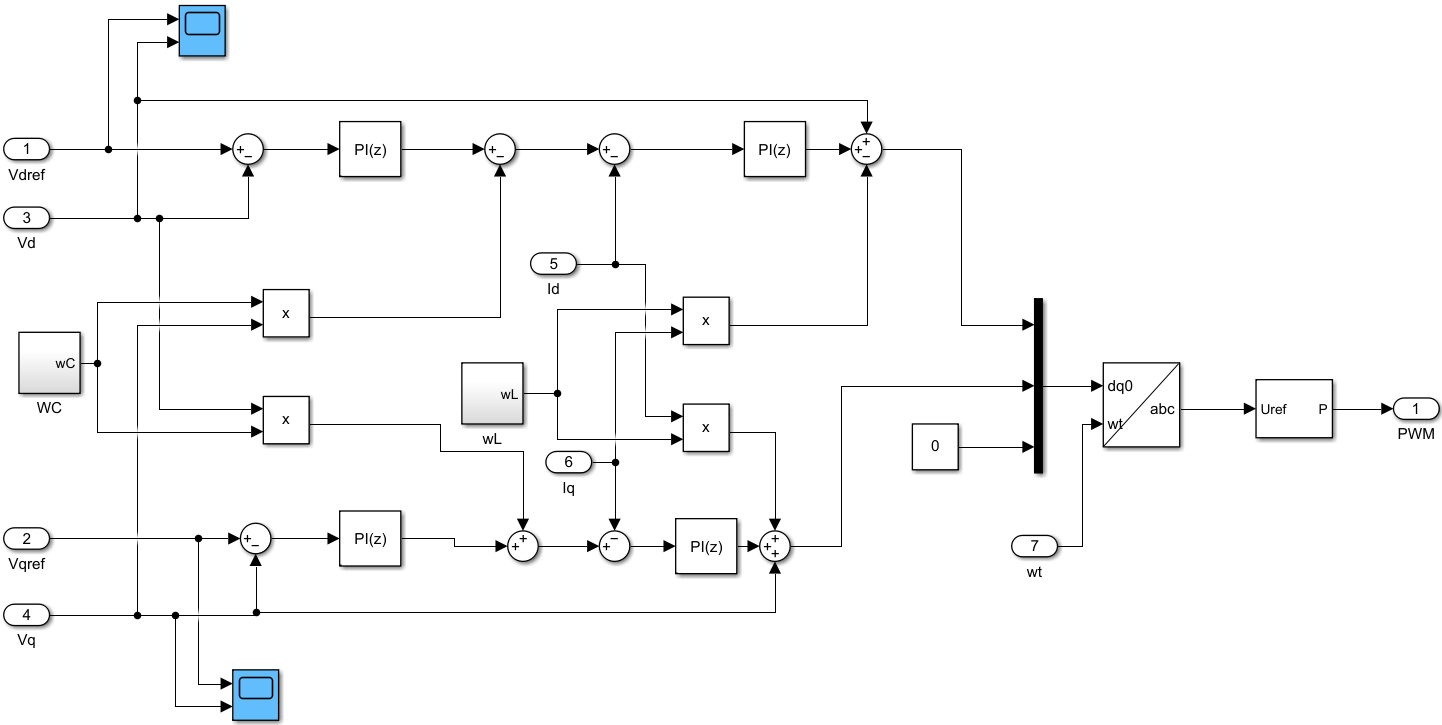 1
Vdref
+
−
PI(z)
+
−
+
−
PI(z)
+
+
−
3
Vd
5
Id
x
x
wC
WC
wL
wL
x
x
6
Iq
dq0
abc
wt
Uref
P
1
PWM
0
2
Vqref
+
−
PI(z)
+
+
−
+
PI(z)
+
+
+
7
wt
4
Vq